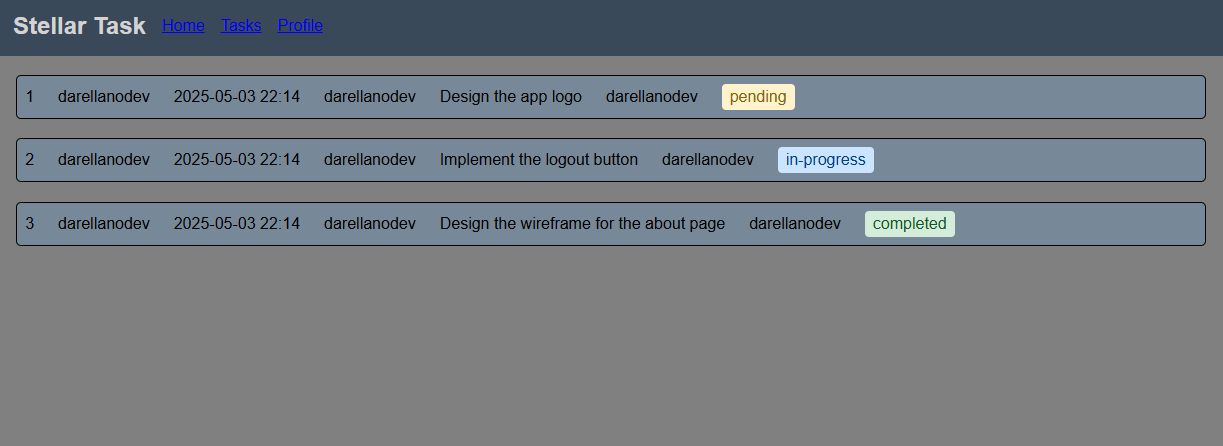 Stellar Task Home Tasks Profile
1 darellanodev 2025-05-03 22:14 darellanodev Design the app logo darellanodev pending
2 darellanodev 2025-05-03 22:14 darellanodev Implement the logout button darellanodev in-progress
3 darellanodev 2025-05-03 22:14 darellanodev Design the wireframe for the about page darellanodev completed